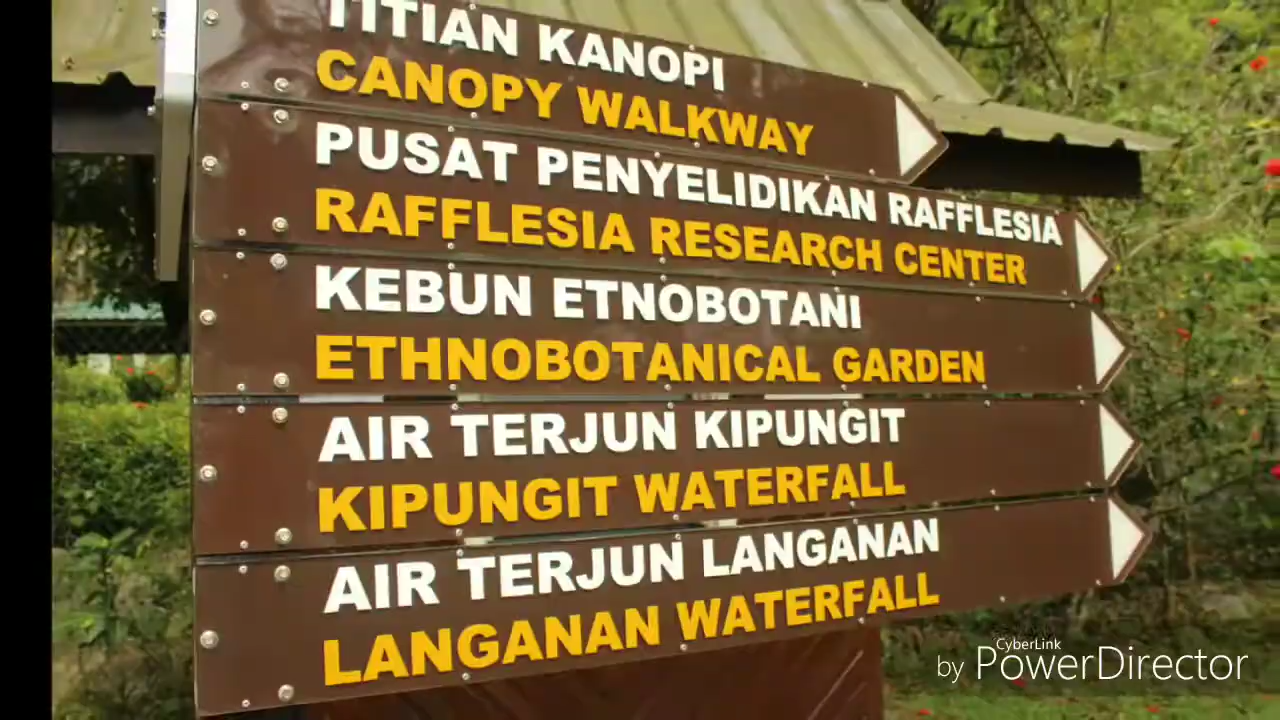 TITIAN KANOPI
CANOPY WALKWAY
PUSAT PENYELIDIKAN RAFFLESIA
RAFFLESIA RESEARCH CENTER
KEBUN ETNOBOTANI
ETHNOBOTANICAL GARDEN
AIR TERJUN KIPUNGIT
KIPUNGIT WATERFALL
AIR TERJUN LANGANAN
LANGANAN WATERFALL
CyberLink
by PowerDirector